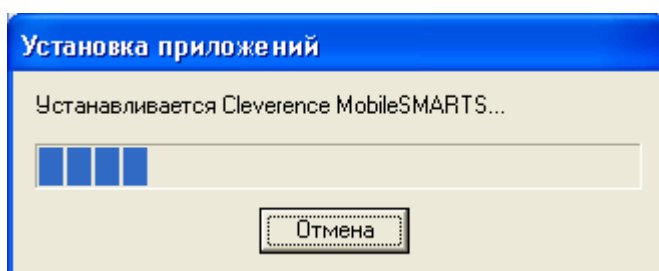 Установка приложений
Устанавливается Cleverence MobileSMARTS...
Отмена